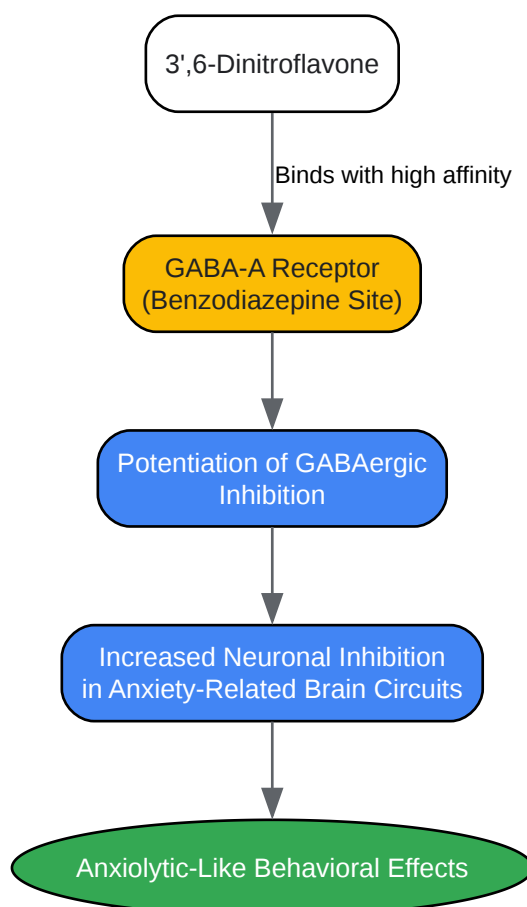 3',6-Dinitroflavone
Binds with high affinity
GABA-A Receptor
(Benzodiazepine Site)
Potentiation of GABAergic
Inhibition
Increased Neuronal Inhibition
in Anxiety-Related Brain Circuits
Anxiolytic-Like Behavioral Effects